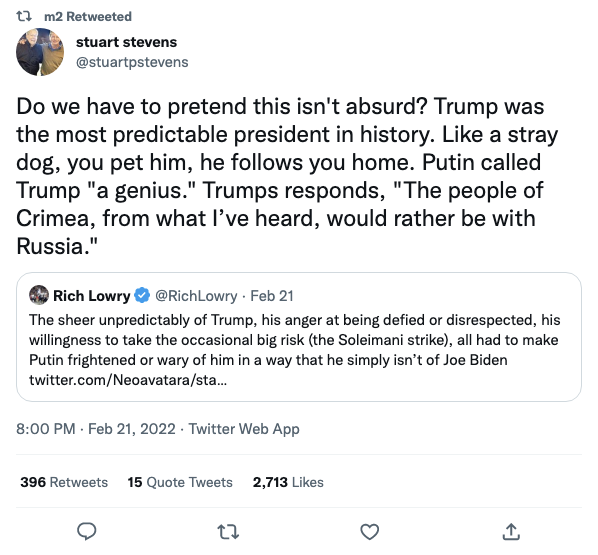 m2 Retweeted
stuart stevens
@stuartpstevens
Do we have to pretend this isn't absurd? Trump was
the most predictable president in history. Like a stray
dog, you pet him, he follows you home. Putin called
Trump "a genius." Trumps responds, "The people of
Crimea, from what I’ve heard, would rather be with
Russia."
Rich Lowry @RichLowry · Feb 21
The sheer unpredictably of Trump, his anger at being defied or disrespected, his
willingness to take the occasional big risk (the Soleimani strike), all had to make
Putin frightened or wary of him in a way that he simply isn’t of Joe Biden
twitter.com/Neoavatara/sta…
8:00 PM · Feb 21, 2022 · Twitter Web App
396 Retweets 15 Quote Tweets 2,713 Likes